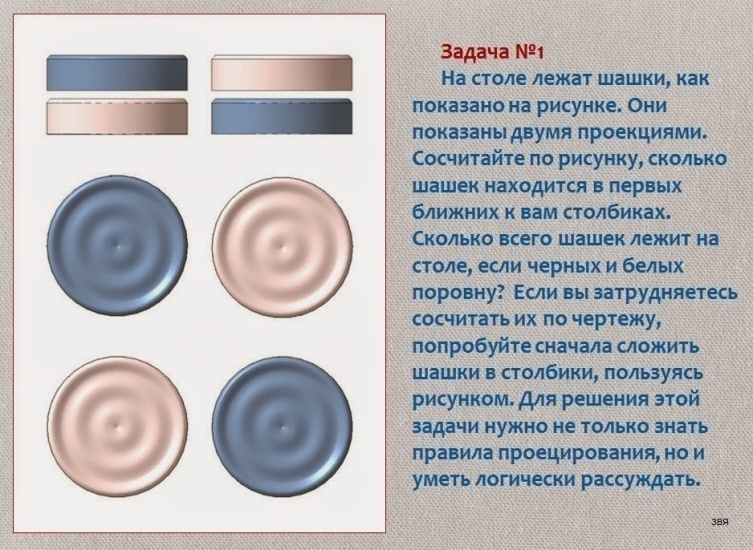 Задача №1
На столе лежат шашки, как
показано на рисунке. Они
показаны двумя проекциями.
Сосчитайте по рисунку, сколько
шашек находится в первых
ближних к вам столбиках.
Сколько всего шашек лежит на
столе, если черных и белых
поровну? Если вы затрудняетесь
сосчитать их по чертежу,
попробуйте сначала сложить
шашки в столбики, пользуясь
рисунком. Для решения этой
задачи нужно не только знать
правила проецирования, но и
уметь логически рассуждать.
ЗВЯ